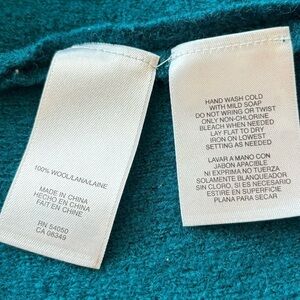 100% WOOL/LANA/LAINE
MADE IN CHINA
HECHO EN CHINA
FAIT EN CHINE
RN 54050
CA 06349
HAND WASH COLD
WITH MILD SOAP
DO NOT WRING OR TWIST
ONLY NON-CHLORINE
BLEACH WHEN NEEDED
LAY FLAT TO DRY
IRON ON LOWEST
SETTING AS NEEDED
LAVAR A MANO CON
JABON APACIBLE
NI EXPRIMA NO TUERZA
SOLAMENTE BLANQUEADOR
SIN CLORO, SI ES NECESARIO
ESTIRE EN SUPERFICIE
PLANA PARA SECAR